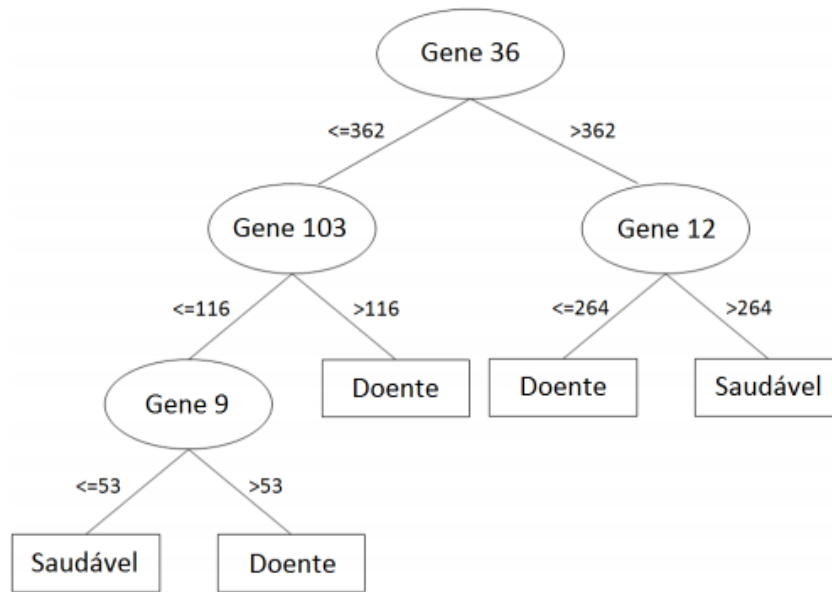 Gene 36
<=362
>362
Gene 103
Gene 12
<=116
>116
<=264
>264
Gene 9
Doente
Doente
Saudável
<=53
>53
Saudável
Doente